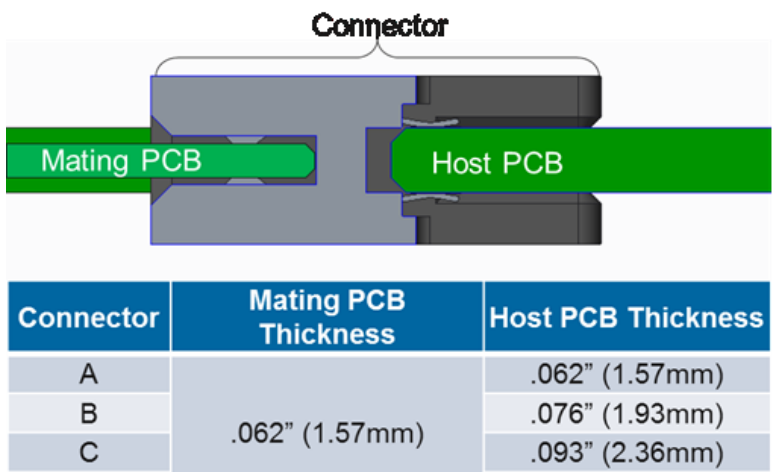 Connector
Mating PCB
Host PCB
Connector
Mating PCB
Thickness
Host PCB Thickness
A
.062” (1.57mm)
.062” (1.57mm)
B
.076” (1.93mm)
C
.093” (2.36mm)